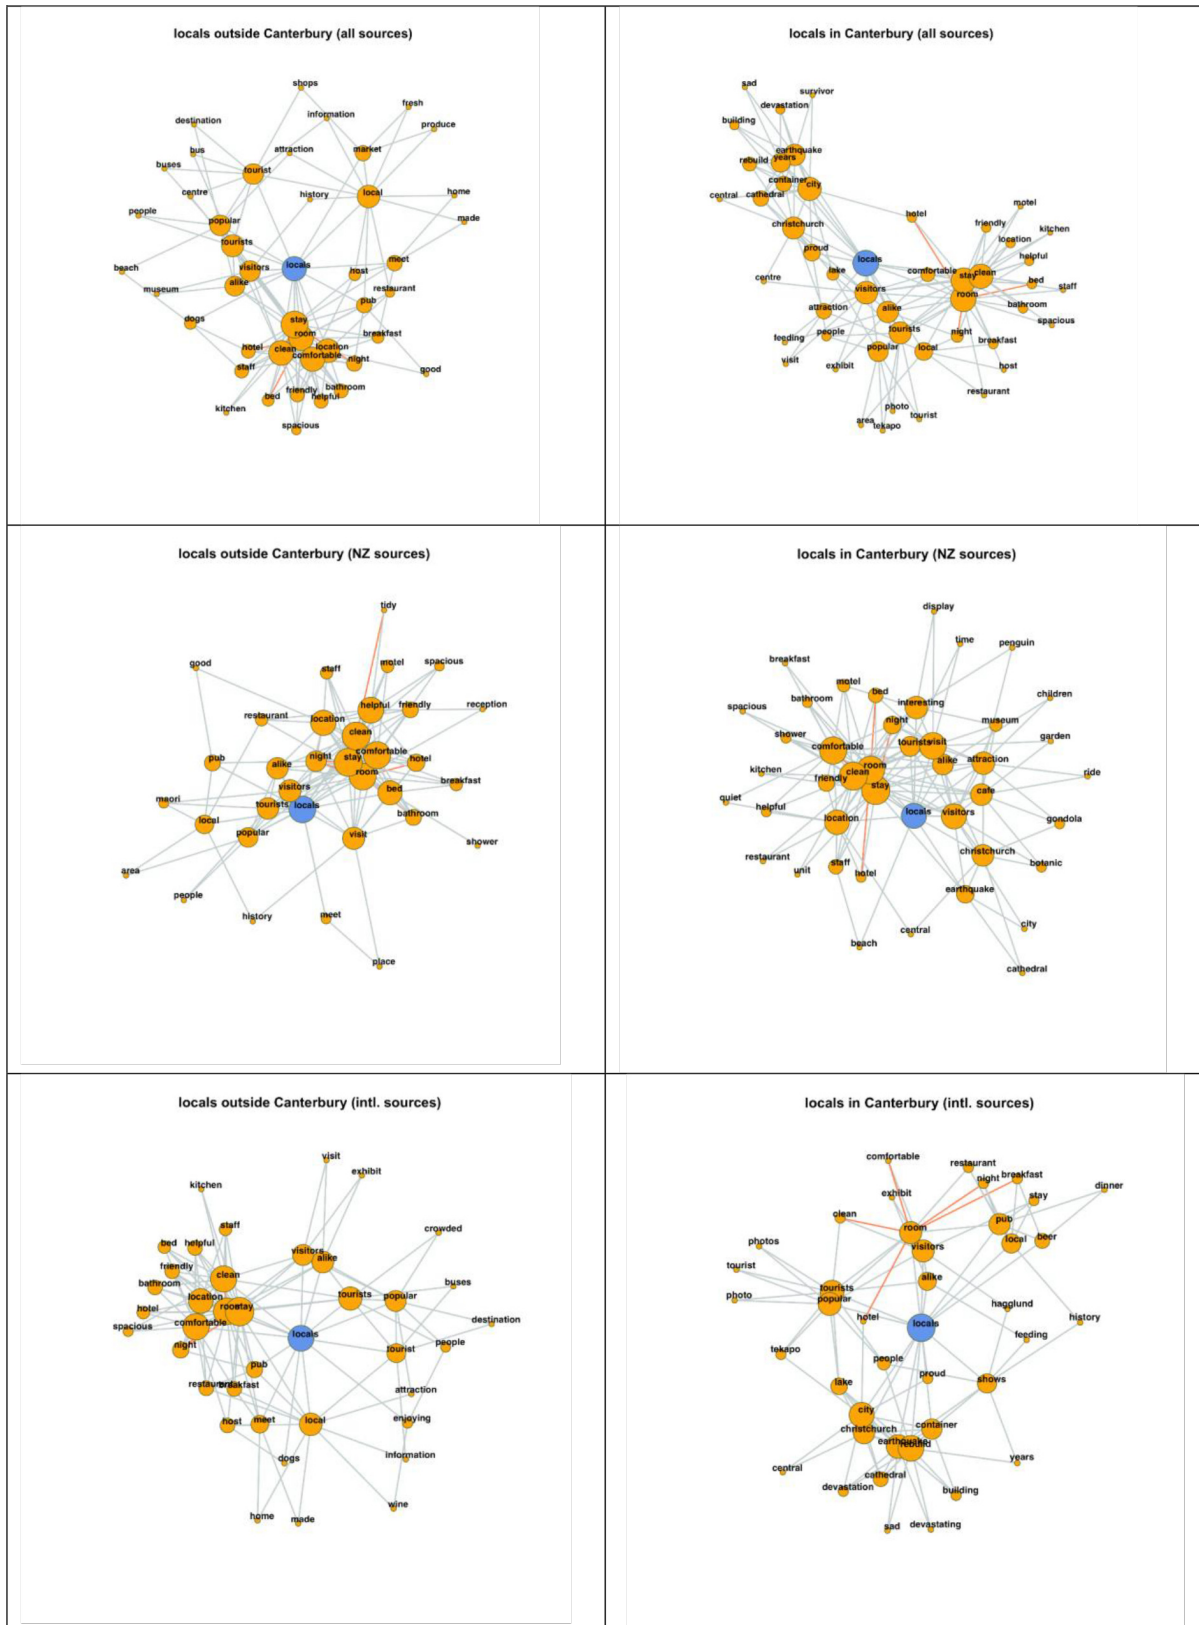 locals outside Canterbury (all sources)
shops
fresh
information
destination
produce
bus
attraction
market
buses
tourist
centre
history
local
home
people
popular
made
tourists
visitors
locals
meet
beach
alike
host
museum
restaurant
pub
dogs
stay
room
breakfast
hotel
clean
location
comfortable
staff
night
good
bed
friendly
helpful
bathroom
kitchen
spacious
locals in Canterbury (all sources)
sad
survivor
devastation
building
earthquake
rebuild
years
container
city
central
cathedral
motel
hotel
christchurch
friendly
kitchen
location
proud
helpful
locals
lake
comfortable
stay
clean
centre
bed
staff
visitors
room
bathroom
attraction
alike
spacious
feeding
people
tourists
night
breakfast
visit
popular
local
exhibit
host
restaurant
photo
area
tekapo
tourist
locals outside Canterbury (NZ sources)
tidy
good
staff
motel
spacious
helpful
friendly
reception
restaurant
location
clean
pub
alike
night
stay
comfortable
hotel
room
breakfast
visitors
bed
maori
tourists
locals
bathroom
local
popular
visit
shower
area
people
history
meet
place
locals in Canterbury (NZ sources)
display
time
penguin
breakfast
motel
bed
bathroom
interesting
children
spacious
night
museum
shower
tourists
visit
garden
comfortable
alike
attraction
kitchen
room
clean
friendly
ride
quiet
stay
cafe
helpful
location
locals
visitors
gondola
restaurant
staff
christchurch
unit
hotel
botanic
earthquake
central
city
beach
cathedral
locals outside Canterbury (intl. sources)
visit
exhibit
kitchen
staff
crowded
bed
helpful
visitors
alike
friendly
clean
bathroom
buses
location
tourists
popular
hotel
room
stay
destination
spacious
comfortable
locals
night
people
tourist
pub
restaurant
breakfast
attraction
host
meet
local
enjoying
dogs
information
wine
home
made
locals in Canterbury (intl. sources)
comfortable
restaurant
night
breakfast
exhibit
stay
dinner
clean
room
pub
photos
visitors
local
beer
tourist
alike
tourists
photo
popular
hagglund
hotel
locals
history
feeding
tekapo
people
proud
lake
shows
city
christchurch
container
earthquake
rebuild
central
cathedral
years
devastation
building
sad
devastating